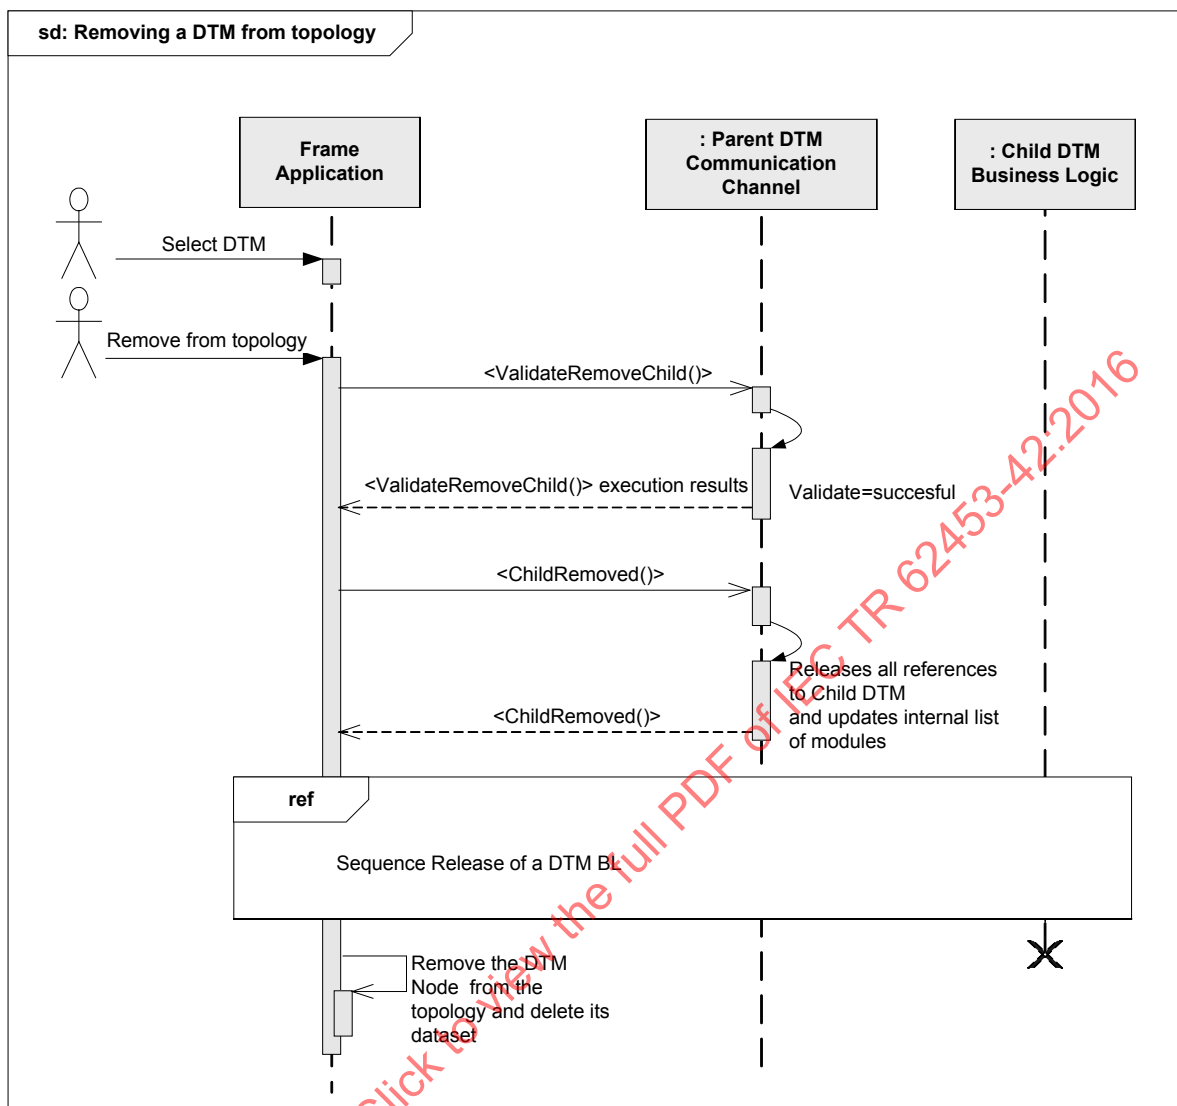 sd: Removing a DTM from topology
Frame
Application
: Parent DTM
Communication
Channel
: Child DTM
Business Logic
Select DTM
Remove from topology
<ValidateRemoveChild()>
<ValidateRemoveChild()> execution results
Validate=succesful
<ChildRemoved()>
Releases all references
to Child DTM
and updates internal list
of modules
<ChildRemoved()>
ref
Sequence Release of a DTM BL
Remove the DTM
Node from the
topology and delete its
dataset
Click to view the full PDF of IEC TR 62453-42:2016